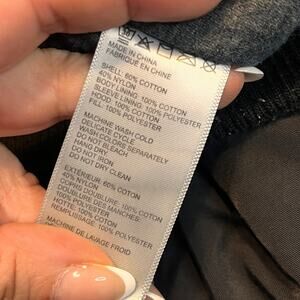 MADE IN CHINA
FABRIQUÉ EN CHINE
SHELL: 60% COTTON
40% NYLON
BODY LINING: 100% COTTON
SLEEVE LINING: 100% POLYESTER
HOOD: 100% COTTON
FILL: 100% POLYESTER
MACHINE WASH COLD
DELICATE CYCLE
WASH COLORS SEPARATELY
DO NOT BLEACH
HANG DRY
DO NOT IRON
DO NOT DRY CLEAN
EXTÉRIEUR: 60% COTON
40% NYLON
COPRS DOUBLURE: 100% COTON
DOUBLURE DES MANCHES:
100% POLYESTER
HOTTE: 100% COTON
REMPLISSAGE: 100% POLYESTER
MACHINE DE LAVAGE FROID